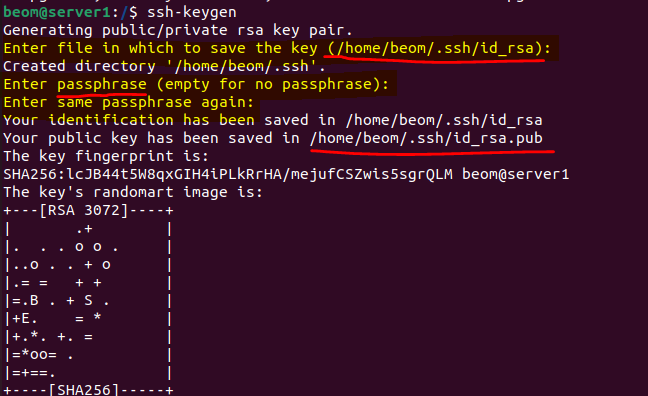 beom@server1:/$ ssh-keygen
Generating public/private rsa key pair.
Enter file in which to save the key (/home/beom/.ssh/id_rsa):
Created directory '/home/beom/.ssh'.
Enter passphrase (empty for no passphrase):
Enter same passphrase again:
Your identification has been saved in /home/beom/.ssh/id_rsa
Your public key has been saved in /home/beom/.ssh/id_rsa.pub
The key fingerprint is:
SHA256:lcJB44t5W8qxGIH4iPLkRrHA/mejufCSZwis5sgrQLM beom@server1
The key's randomart image is:
+---[RSA 3072]----+
|       .+        |
|.  . . o o .     |
|..o . . + o      |
|.= =   + +       |
|=.B . + S .      |
|+E.    = *       |
|+.*. +. =        |
|=*oo= .          |
|=+==.            |
+----[SHA256]-----+